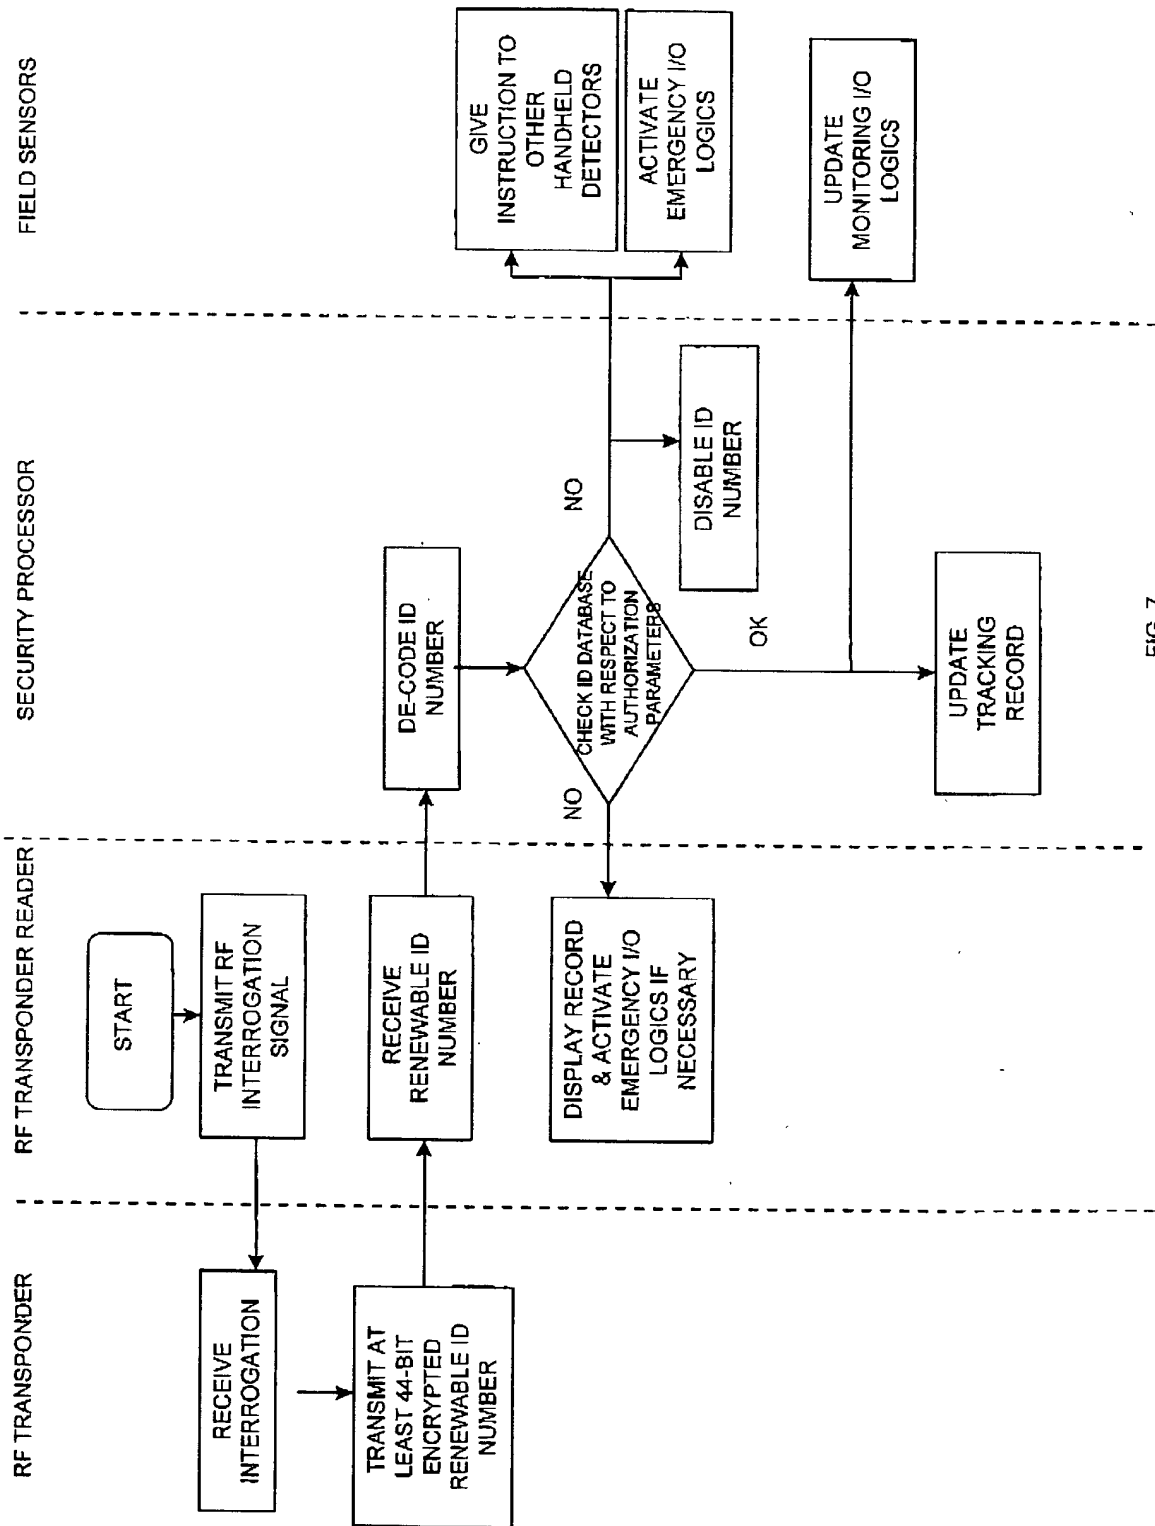 RF TRANSPONDER
RF TRANSPONDER READER
SECURITY PROCESSOR
FIELD SENSORS
START
TRANSMIT RF
INTERROGATION
SIGNAL
RECEIVE
INTERROGATION
TRANSMIT AT
LEAST 44-BIT
ENCRYPTED
RENEWABLE ID
NUMBER
RECEIVE
RENEWABLE ID
NUMBER
DE-CODE ID
NUMBER
CHECK ID DATABASE
WITH RESPECT TO
AUTHORIZATION
PARAMETERS
NO
NO
OK
DISPLAY RECORD
& ACTIVATE
EMERGENCY I/O
LOGICS IF
NECESSARY
DISABLE ID
NUMBER
GIVE
INSTRUCTION TO
OTHER
HANDHELD
DETECTORS
ACTIVATE
EMERGENCY I/O
LOGICS
UPDATE
MONITORING I/O
LOGICS
UPDATE
TRACKING
RECORD
FIG 7